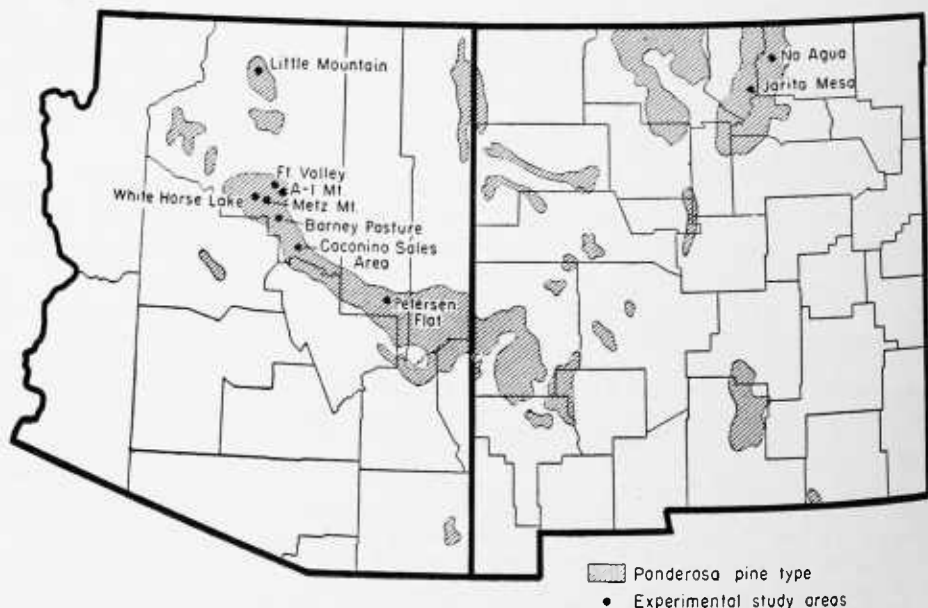 Little Mountain
No Agua
Jarita Mesa
Ft Valley
A-1 Mt.
White Horse Lake
Metz Mt.
Barney Pasture
Coconino Sales
Area
Petersen
Flat
Ponderosa pine type
Experimental study areas